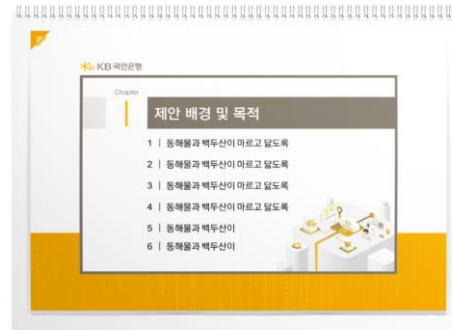 KB 국민은행
Chapter
제안 배경 및 목적
1 | 동해물과 백두산이 마르고 닳도록
2 | 동해물과 백두산이 마르고 닳도록
3 | 동해물과 백두산이 마르고 닳도록
4 | 동해물과 백두산이 마르고 닳도록
5 | 동해물과 백두산이
6 | 동해물과 백두산이